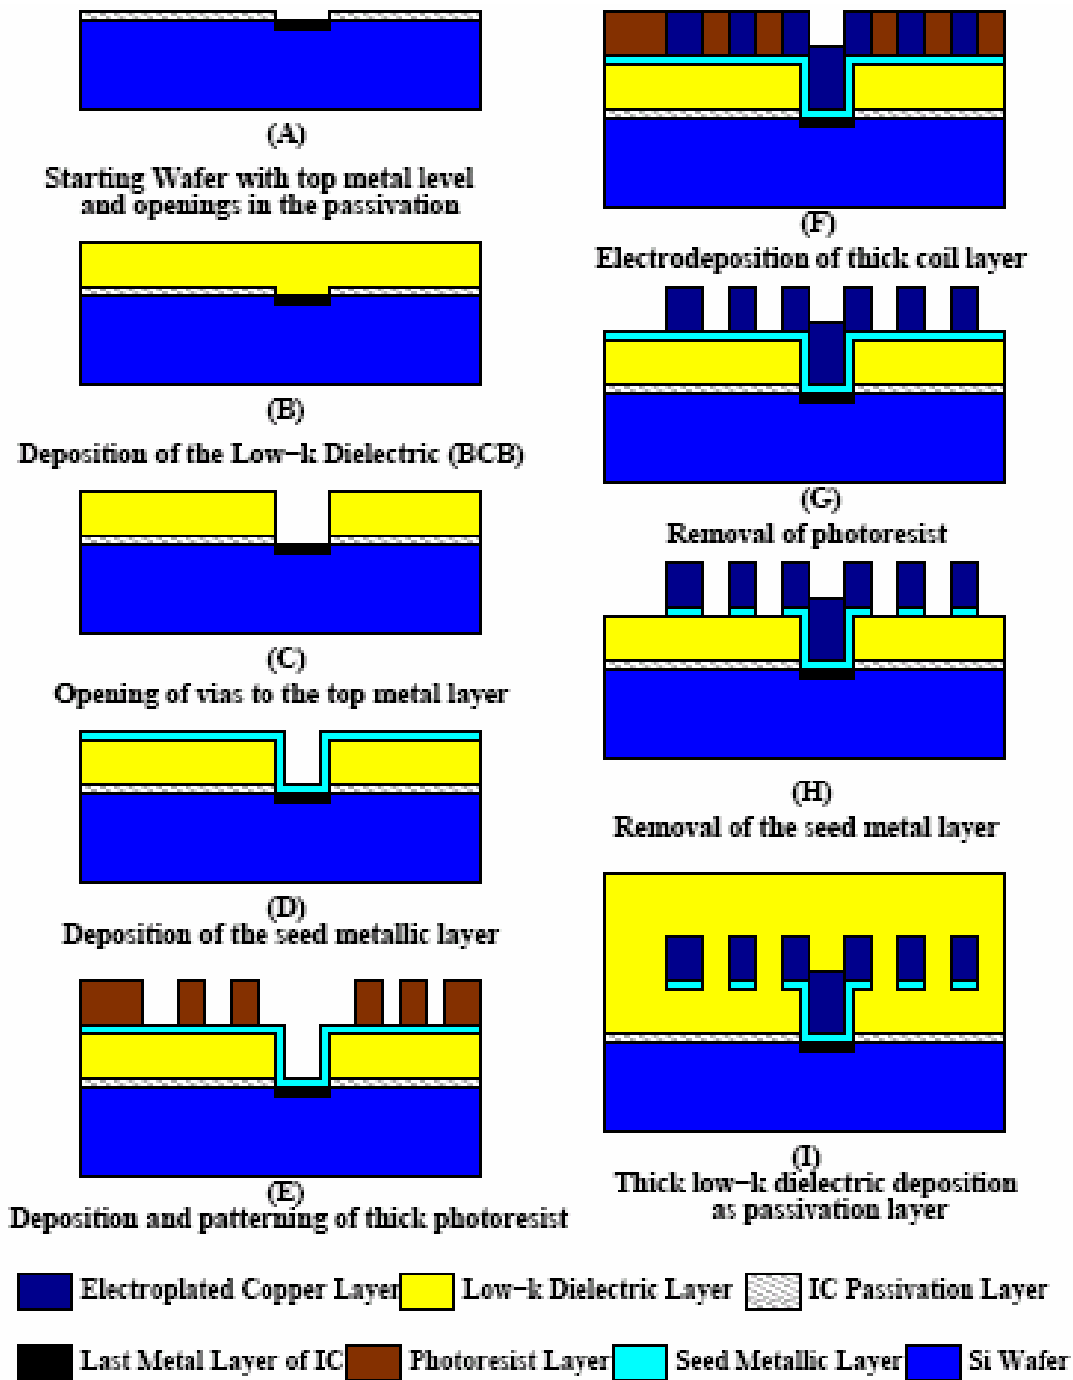 (A)
Starting Wafer with top metal level
and openings in the passivation
(B)
Deposition of the Low−k Dielectric (BCB)
(C)
Opening of vias to the top metal layer
(D)
Deposition of the seed metallic layer
(E)
Deposition and patterning of thick photoresist
(F)
Electrodeposition of thick coil layer
(G)
Removal of photoresist
(H)
Removal of the seed metal layer
(I)
Thick low−k dielectric deposition
as passivation layer
Electroplated Copper Layer
Low−k Dielectric Layer
IC Passivation Layer
Last Metal Layer of IC
Photoresist Layer
Seed Metallic Layer
Si Wafer